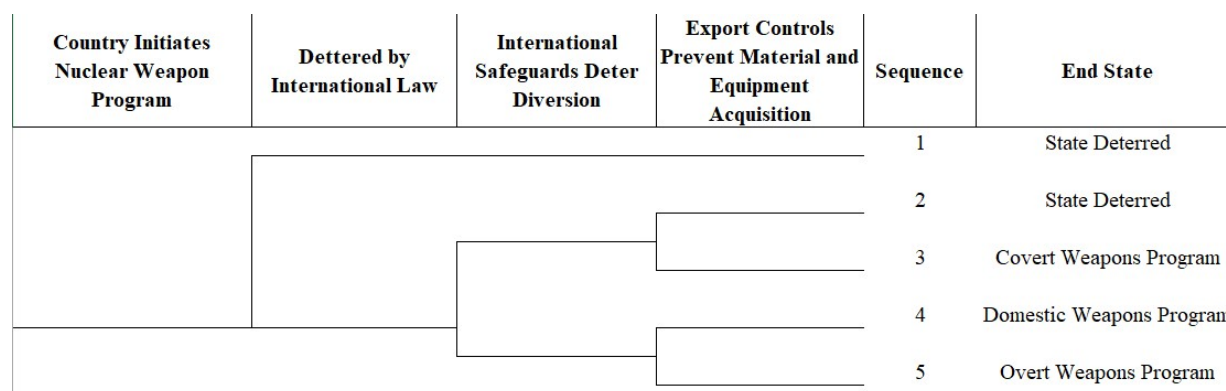 Country Initiates
Nuclear Weapon
Program
Dettered by
International Law
International
Safeguards Deter
Diversion
Export Controls
Prevent Material and
Equipment
Acquisition
Sequence
End State
1 State Deterred
2 State Deterred
3 Covert Weapons Program
4 Domestic Weapons Program
5 Overt Weapons Program